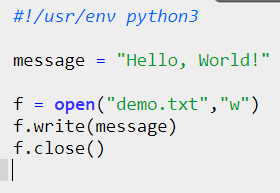 #!/usr/env python3
message = "Hello, World!"
f = open("demo.txt","w")
f.write(message)
f.close()